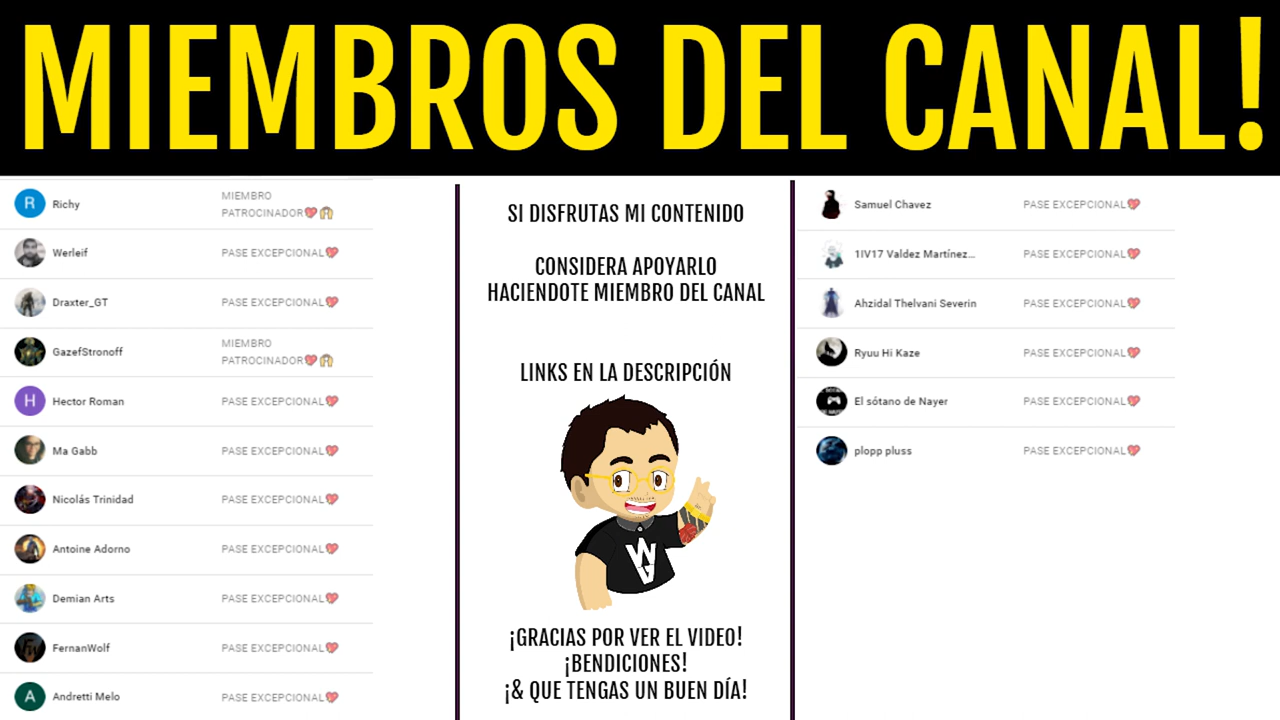 MIEMBROS DEL CANAL!
R
Richy
MIEMBRO
PATROCINADOR
Werleif
PASE EXCEPCIONAL
Draxter_GT
PASE EXCEPCIONAL
GazefStronoff
MIEMBRO
PATROCINADOR
H
Hector Roman
PASE EXCEPCIONAL
Ma Gabb
PASE EXCEPCIONAL
Nicolás Trinidad
PASE EXCEPCIONAL
Antoine Adorno
PASE EXCEPCIONAL
Demian Arts
PASE EXCEPCIONAL
FernanWolf
PASE EXCEPCIONAL
A
Andretti Melo
PASE EXCEPCIONAL
SI DISFRUTAS MI CONTENIDO
CONSIDERA APOYARLO
HACIENDOTE MIEMBRO DEL CANAL
LINKS EN LA DESCRIPCIÓN
¡GRACIAS POR VER EL VIDEO!
¡BENDICIONES!
¡& QUE TENGAS UN BUEN DÍA!
Samuel Chavez
PASE EXCEPCIONAL
1IV17 Valdez Martínez...
PASE EXCEPCIONAL
Ahzidal Thelvani Severin
PASE EXCEPCIONAL
Ryuu Hi Kaze
PASE EXCEPCIONAL
El sótano de Nayer
PASE EXCEPCIONAL
plopp pluss
PASE EXCEPCIONAL